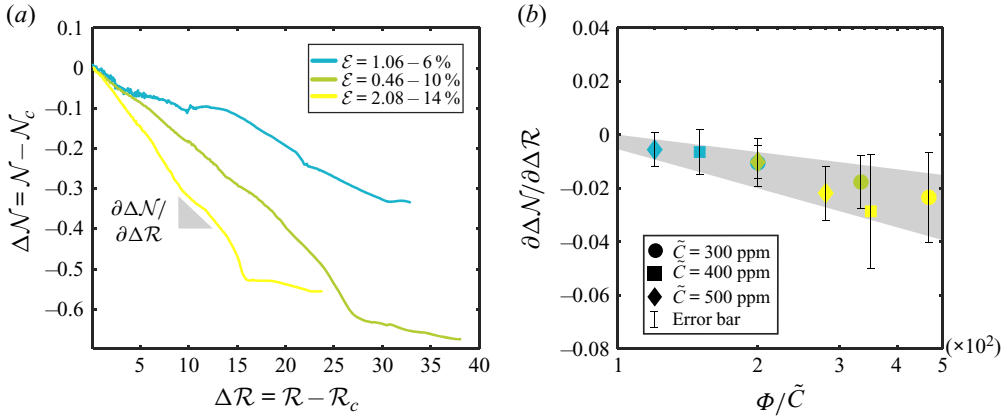 (a)
0.1
0
–0.1
–0.2
–0.3
–0.4
–0.5
–0.6
Δ𝒩 = 𝒩 – 𝒩c
ℰ = 1.06 – 6 %
ℰ = 0.46 – 10 %
ℰ = 2.08 – 14 %
∂Δ𝒩/
∂Δℛ
5 10 15 20 25 30 35 40
Δℛ = ℛ – ℛc
(b)
0.04
0.02
0
–0.02
–0.04
–0.06
–0.08
∂Δ𝒩/∂Δℛ
C̃ = 300 ppm
C̃ = 400 ppm
C̃ = 500 ppm
Error bar
1 2 3 4 5
(×10²)
Φ/C̃